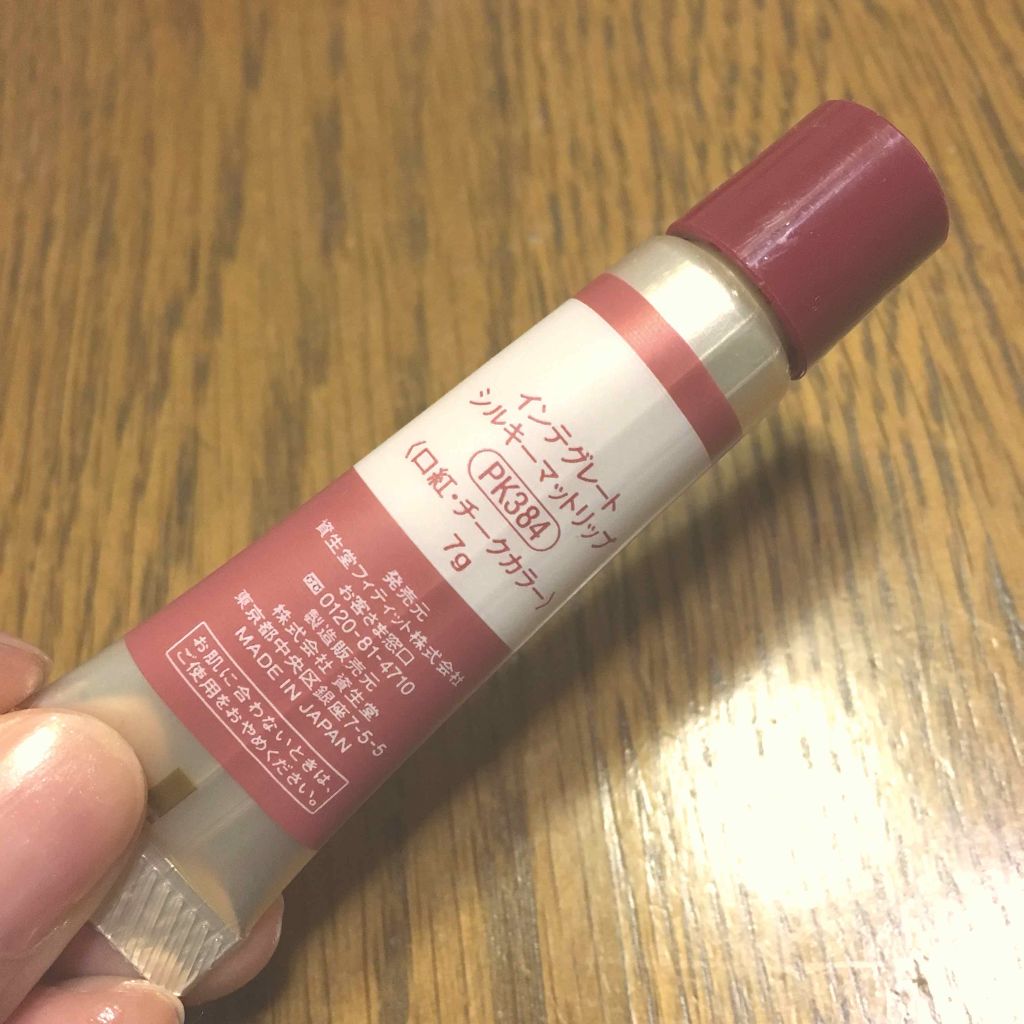 インテグレート
シルキーマットリップ
PK384
〈口紅・チークカラー〉
7g
発売元
資生堂フィティット株式会社
お客さま窓口
0120-81-4710
製造販売元
株式会社 資生堂
東京都中央区銀座7-5-5
MADE IN JAPAN
お肌に合わないときは、
ご使用をおやめください。